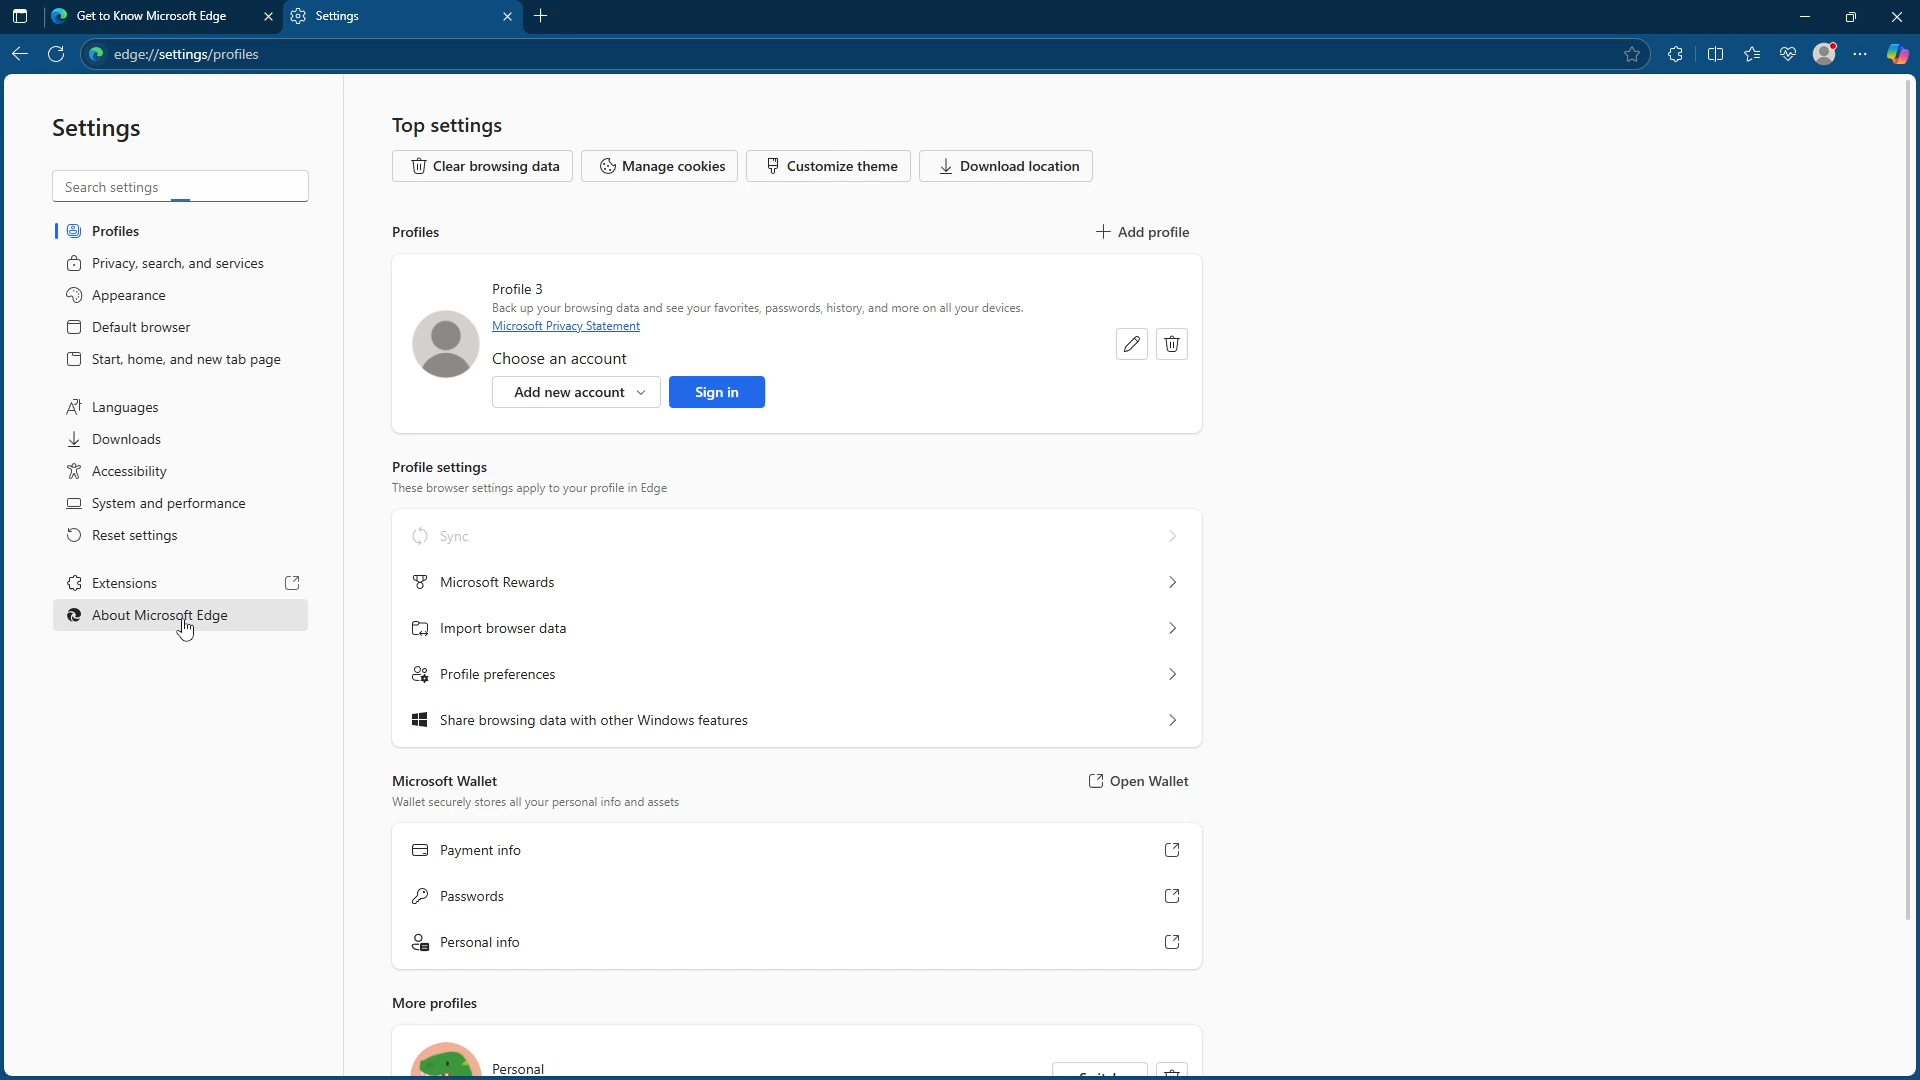 Get to Know Microsoft Edge
Settings
edge://settings/profiles
Settings
Search settings
Profiles
Privacy, search, and services
Appearance
Default browser
Start, home, and new tab page
Languages
Downloads
Accessibility
System and performance
Reset settings
Extensions
About Microsoft Edge
Top settings
Clear browsing data
Manage cookies
Customize theme
Download location
Profiles
Add profile
Profile 3
Back up your browsing data and see your favorites, passwords, history, and more on all your devices.
Microsoft Privacy Statement
Choose an account
Add new account
Sign in
Profile settings
These browser settings apply to your profile in Edge
Sync
Microsoft Rewards
Import browser data
Profile preferences
Share browsing data with other Windows features
Microsoft Wallet
Open Wallet
Wallet securely stores all your personal info and assets
Payment info
Passwords
Personal info
More profiles
Personal